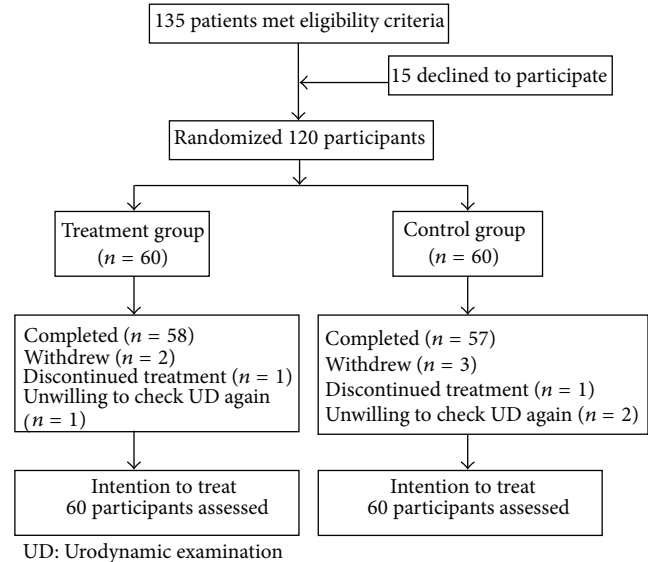 135 patients met eligibility criteria
15 declined to participate
Randomized 120 participants
Treatment group
(n = 60)
Control group
(n = 60)
Completed (n = 58)
Withdrew (n = 2)
Discontinued treatment (n = 1)
Unwilling to check UD again
(n = 1)
Completed (n = 57)
Withdrew (n = 3)
Discontinued treatment (n = 1)
Unwilling to check UD again (n = 2)
Intention to treat
60 participants assessed
Intention to treat
60 participants assessed
UD: Urodynamic examination